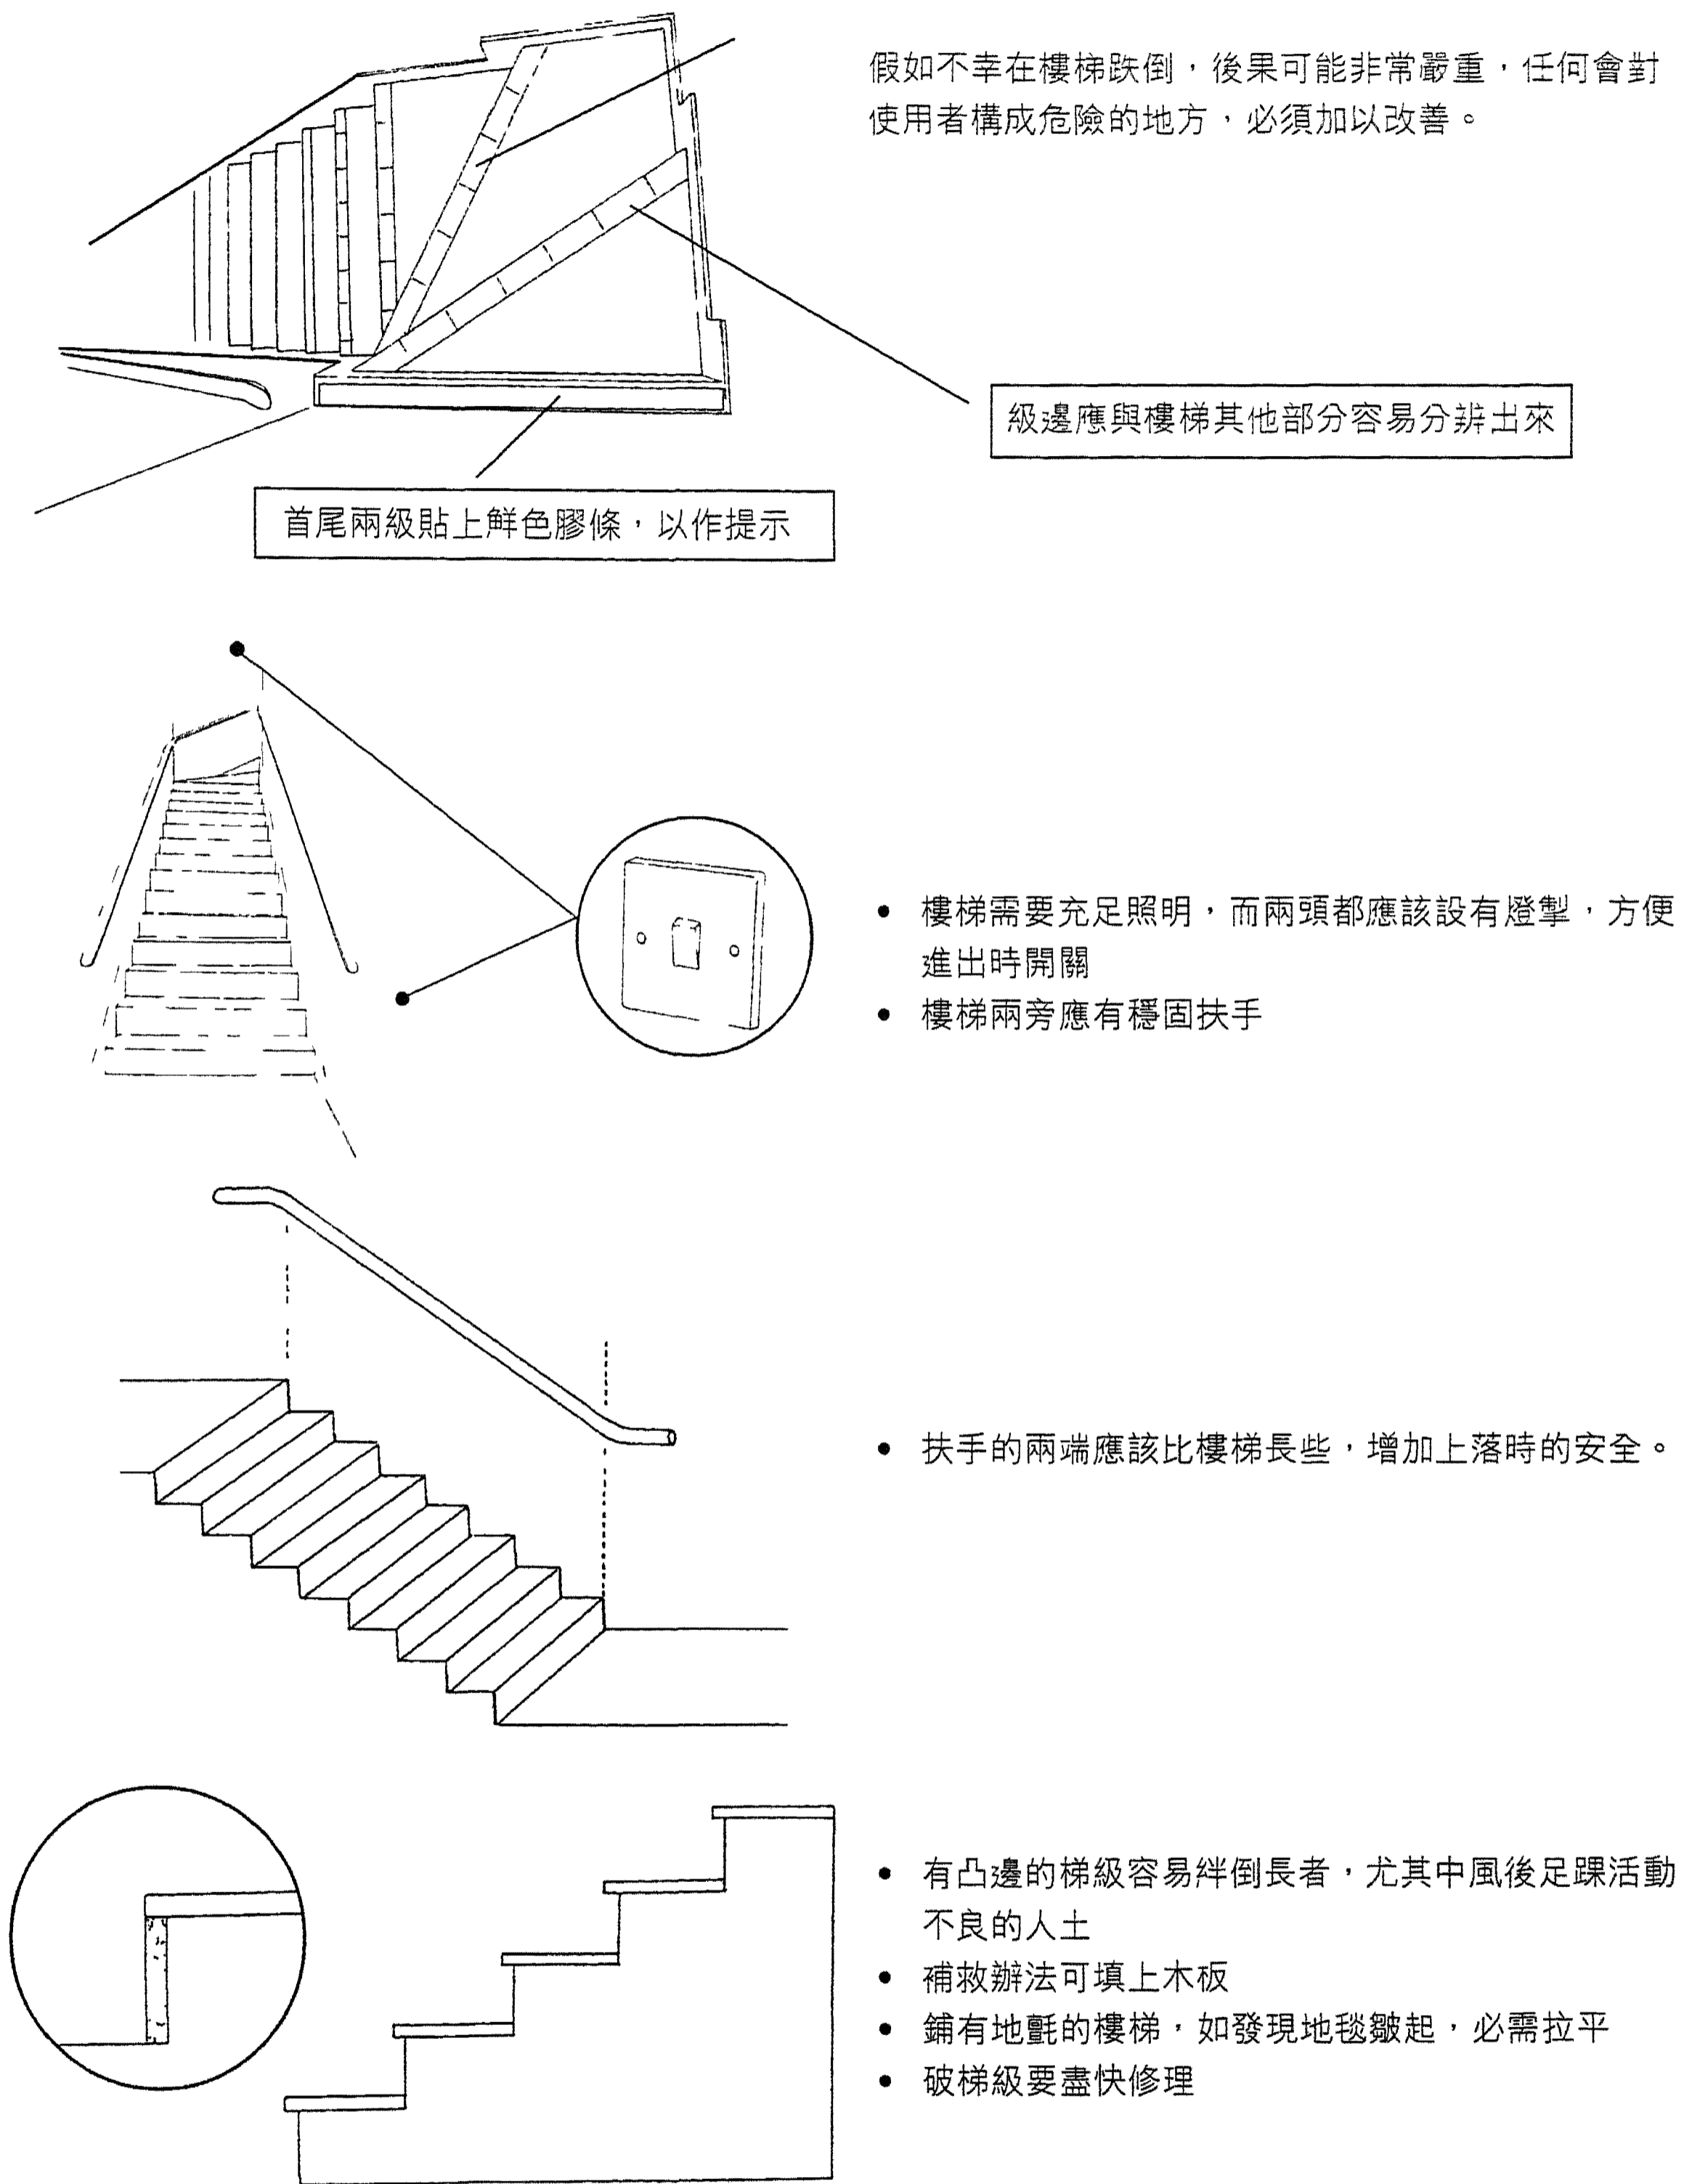 假如不幸在樓梯跌倒，後果可能非常嚴重，任何會對
使用者構成危險的地方，必須加以改善。
級邊應與樓梯其他部分容易分辨出來
首尾兩級貼上鮮色膠條，以作提示
• 樓梯需要充足照明，而兩頭都應該設有燈掣，方便
進出時開關
• 樓梯兩旁應有穩固扶手
• 扶手的兩端應該比樓梯長些，增加上落時的安全。
• 有凸邊的梯級容易絆倒長者，尤其中風後足踝活動
不良的人士
• 補救辦法可填上木板
• 鋪有地氈的樓梯，如發現地毯皺起，必需拉平
• 破梯級要盡快修理